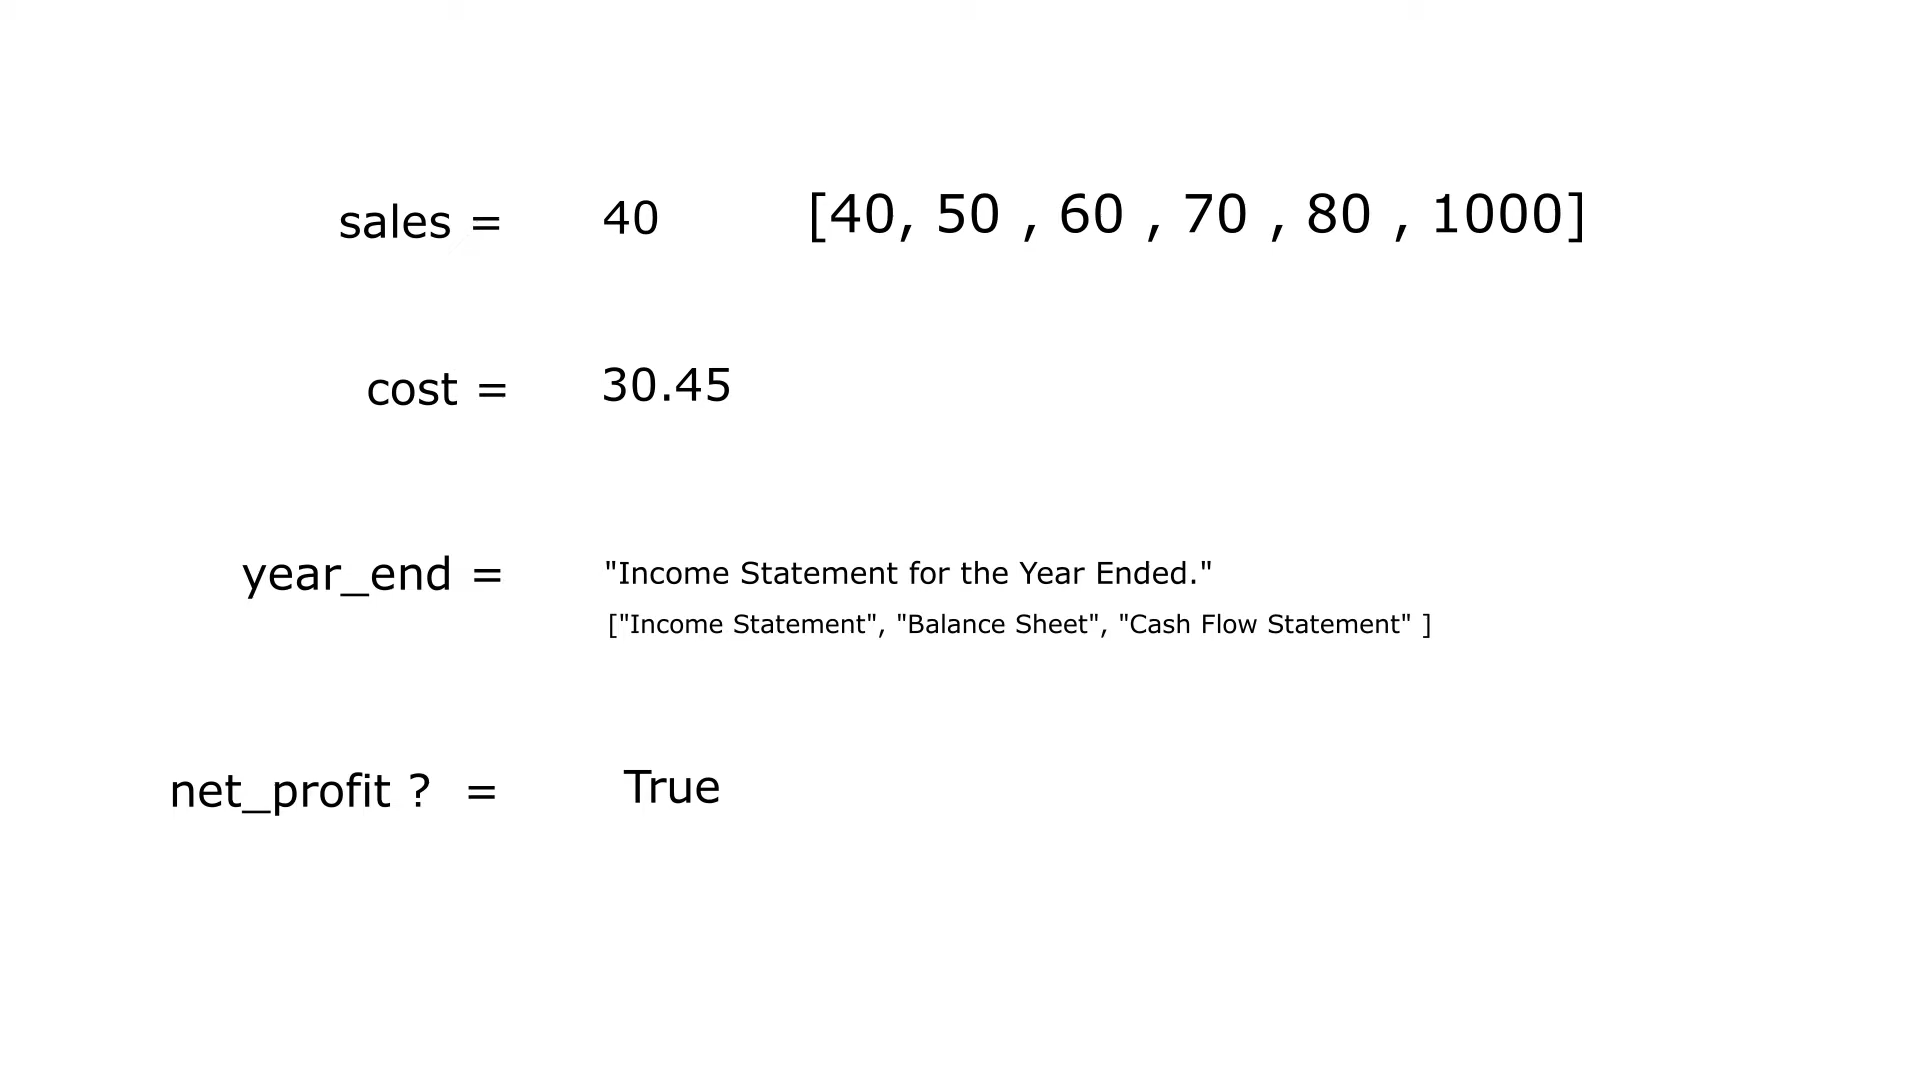 sales = 40 [40, 50 , 60 , 70 , 80 , 1000]
cost = 30.45
year_end = "Income Statement for the Year Ended."
["Income Statement", "Balance Sheet", "Cash Flow Statement" ]
net_profit ? = True